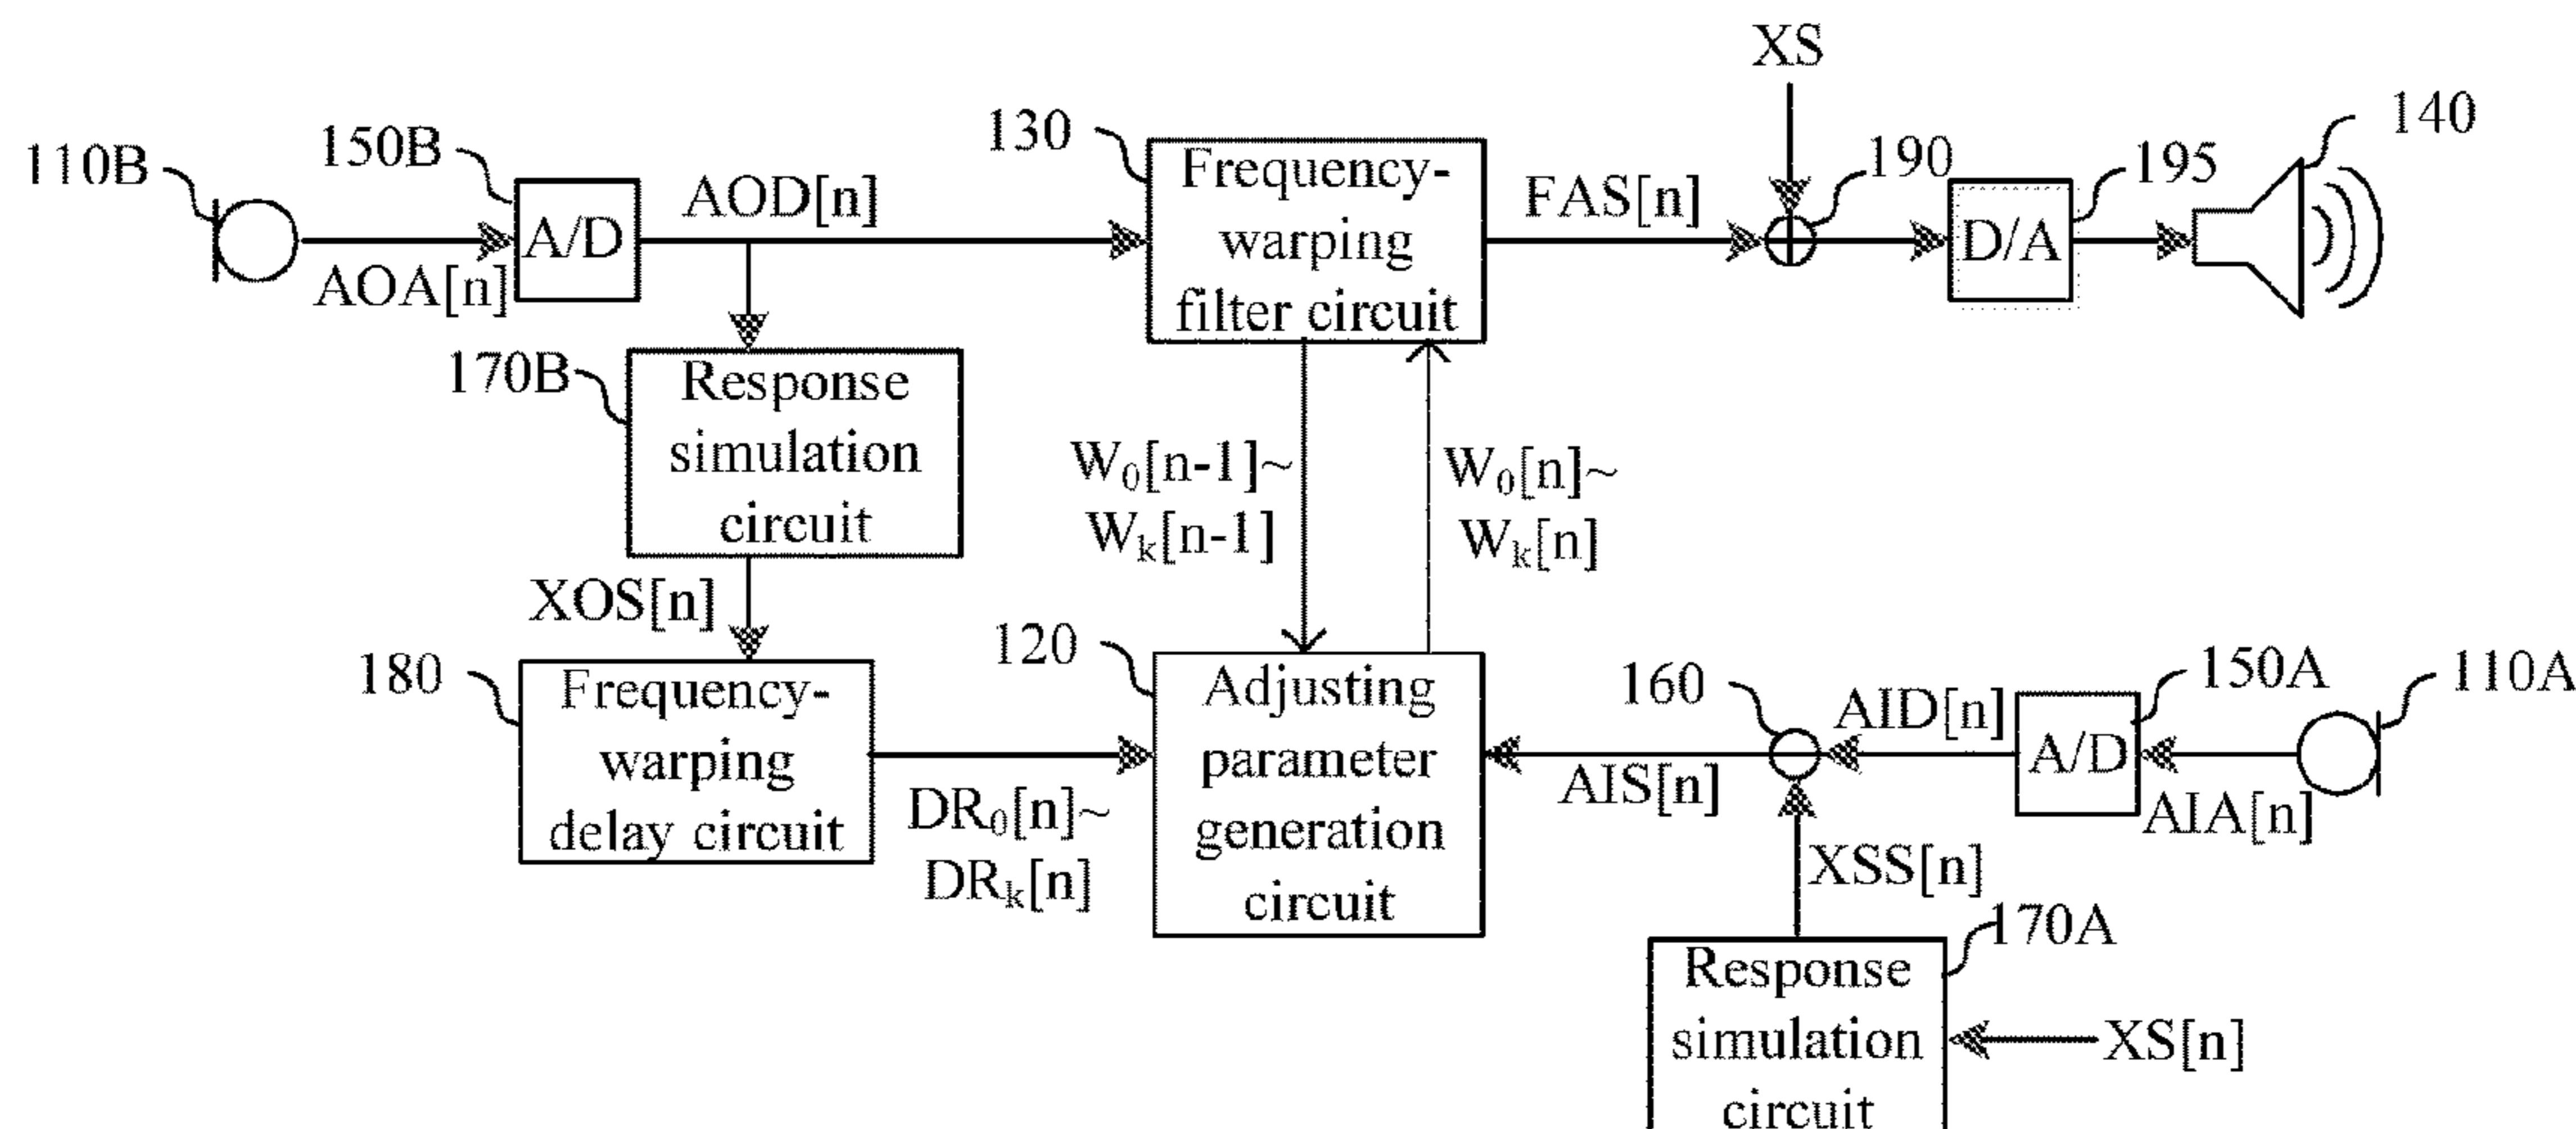 XS
110B
150B
A/D
AOA[n]
AOD[n]
130
Frequency-
warping
filter circuit
FAS[n]
190
D/A
195
140
170B
Response
simulation
circuit
W₀[n-1]~
Wₖ[n-1]
W₀[n]~
Wₖ[n]
XOS[n]
180
Frequency-
warping
delay circuit
DR₀[n]~
DRₖ[n]
120
Adjusting
parameter
generation
circuit
160
AIS[n]
AID[n]
150A
A/D
110A
AIA[n]
XSS[n]
170A
Response
simulation
circuit
XS[n]